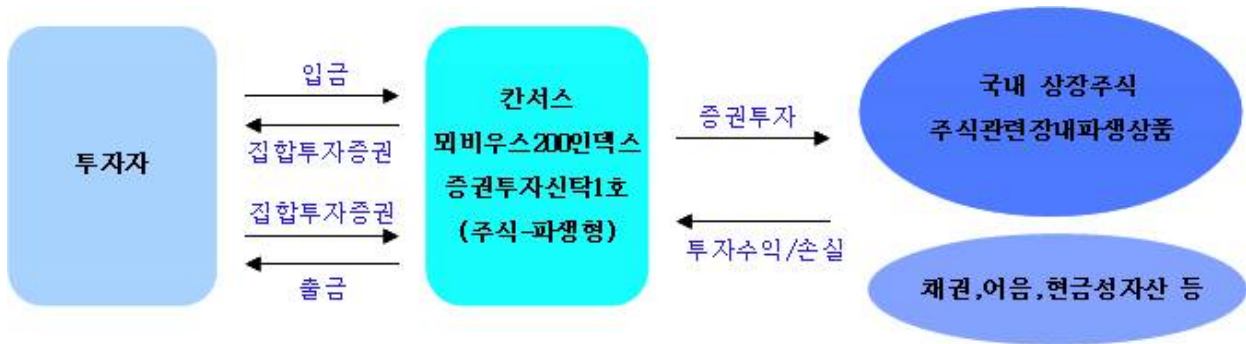 투자자
입금
집합투자증권
집합투자증권
출금
칸서스
뫼비우스200인덱스
증권투자신탁1호
(주식-파생형)
증권투자
투자수익/손실
국내 상장주식
주식관련장내파생상품
채권,어음,현금성자산 등